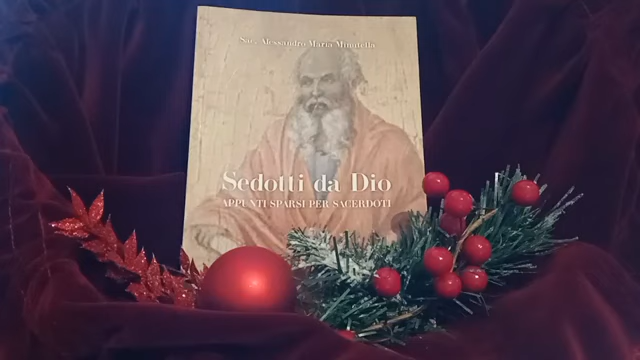 Sac. Alessandro Maria Minutella
Sedotti da Dio
APPUNTI SPARSI PER SACERDOTI